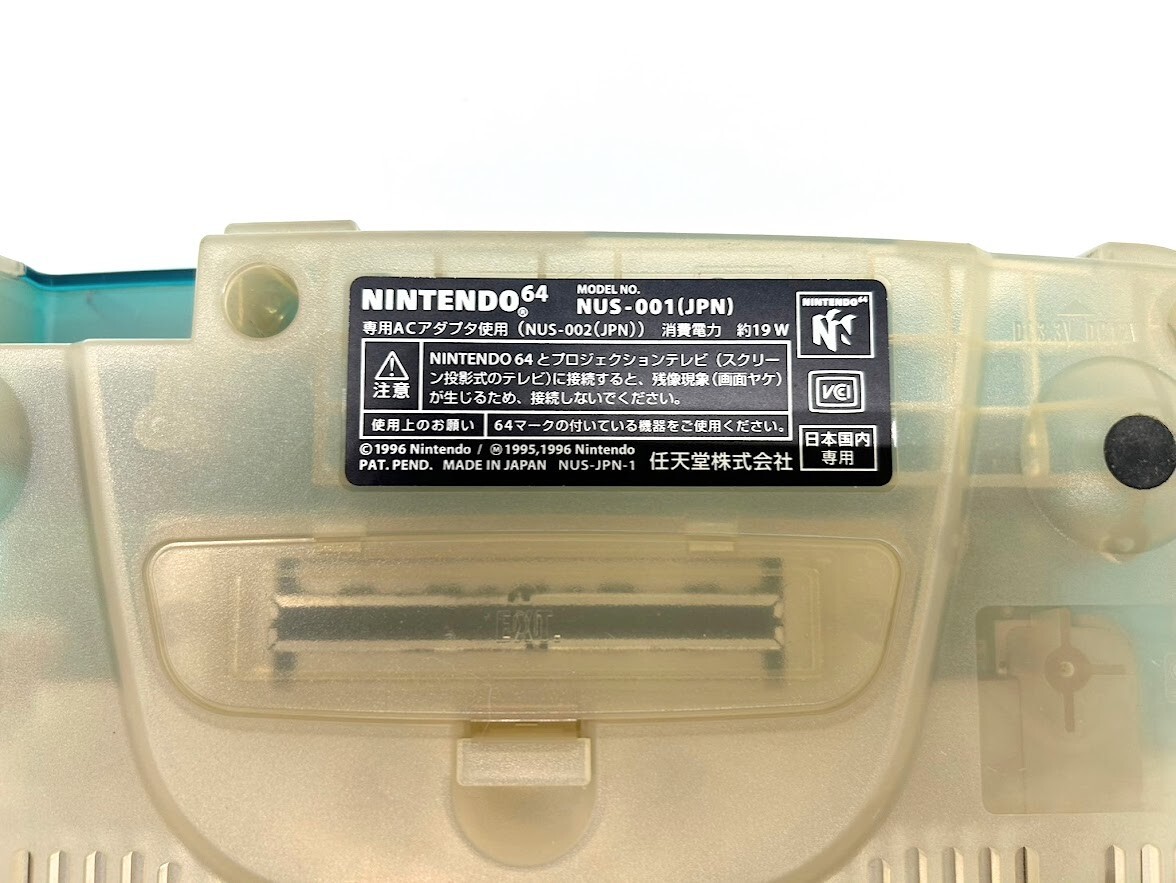 NINTENDO64®
MODEL NO.
NUS-001(JPN)
専用ACアダプタ使用（NUS-002(JPN)） 消費電力 約19W
注意
NINTENDO 64 とプロジェクションテレビ（スクリー
ン投影式のテレビ）に接続すると、残像現象（画面ヤケ）
が生じるため、接続しないでください。
使用上のお願い
64マークの付いている機器をご使用ください。
©1996 Nintendo / Ⓜ1995,1996 Nintendo
PAT. PEND. MADE IN JAPAN NUS-JPN-1 任天堂株式会社
NINTENDO64
N
VCI
日本国内
専用
EXT.